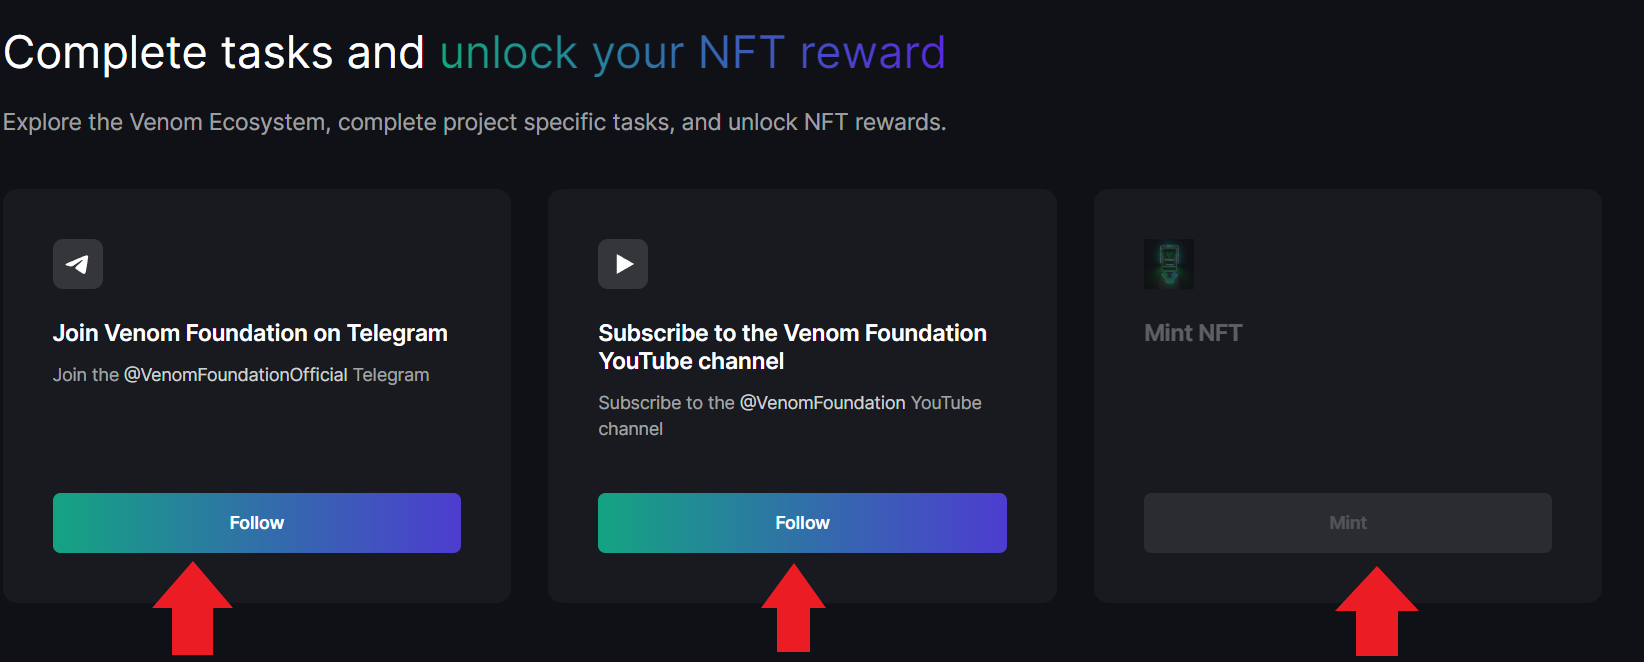 Complete tasks and unlock your NFT reward
Explore the Venom Ecosystem, complete project specific tasks, and unlock NFT rewards.
Join Venom Foundation on Telegram
Join the @VenomFoundationOfficial Telegram
Follow
Subscribe to the Venom Foundation
YouTube channel
Subscribe to the @VenomFoundation YouTube
channel
Follow
Mint NFT
Mint